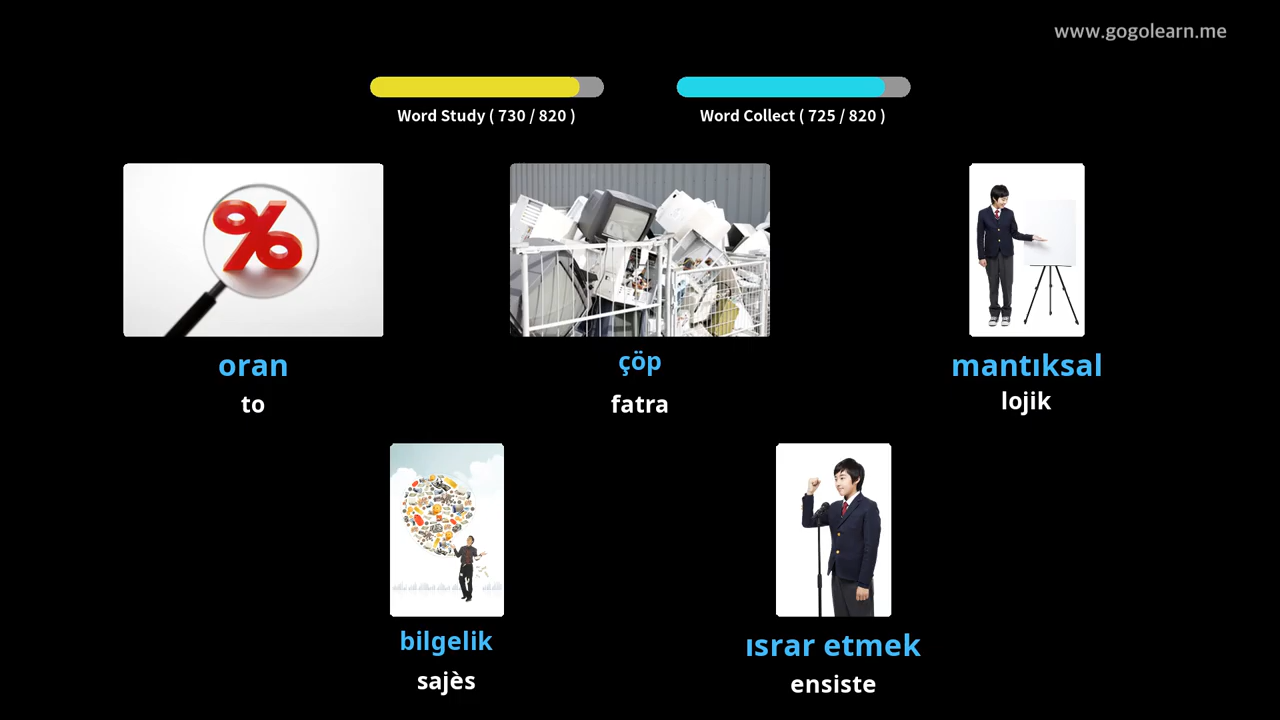 www.gogolearn.me
Word Study ( 730 / 820 )
Word Collect ( 725 / 820 )
%
oran
to
çöp
fatra
mantıksal
lojik
bilgelik
sajès
ısrar etmek
ensiste